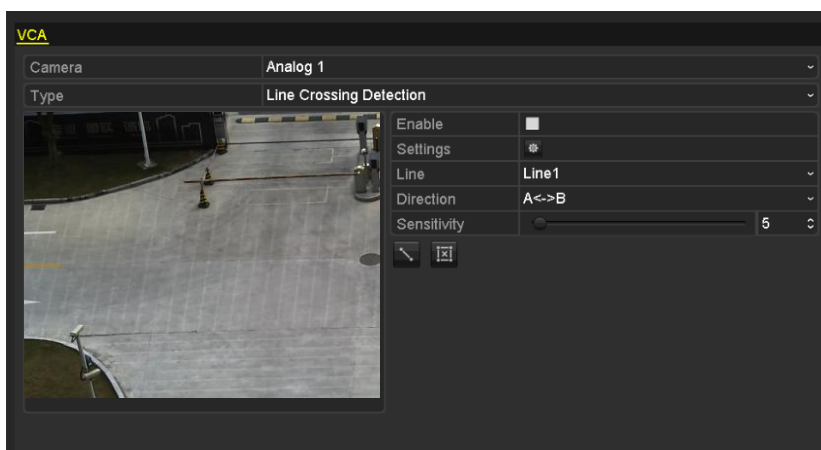 VCA
Camera Analog 1
Type Line Crossing Detection
Enable
Settings
Line Line1
Direction A<->B
Sensitivity 5